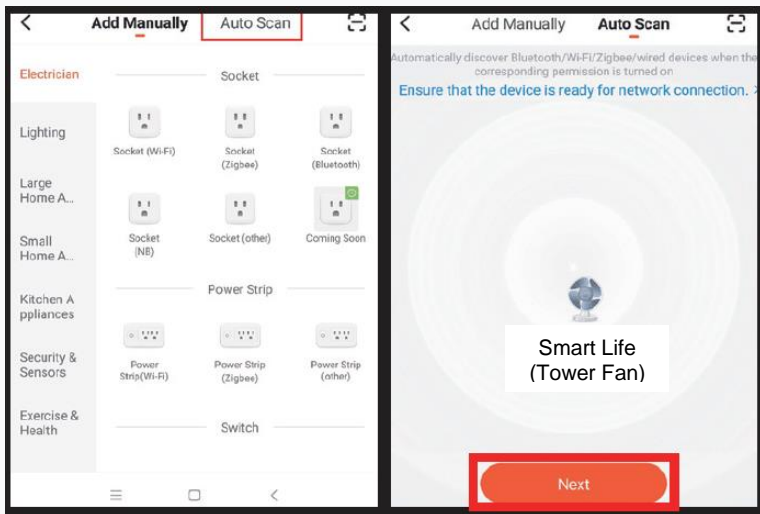 Add Manually Auto Scan
Electrician
Lighting
Large
Home A...
Small
Home A...
Kitchen A
ppliances
Security &
Sensors
Exercise &
Health
Socket
Socket (Wi-Fi)
Socket
(Zigbee)
Socket
(Bluetooth)
Socket
(NB)
Socket (other)
Coming Soon
Power Strip
Power
Strip(Wi-Fi)
Power Strip
(Zigbee)
Power Strip
(other)
Switch
Add Manually Auto Scan
Automatically discover Bluetooth/Wi-Fi/Zigbee/wired devices when the
corresponding permission is turned on
Ensure that the device is ready for network connection. >
Smart Life
(Tower Fan)
Next